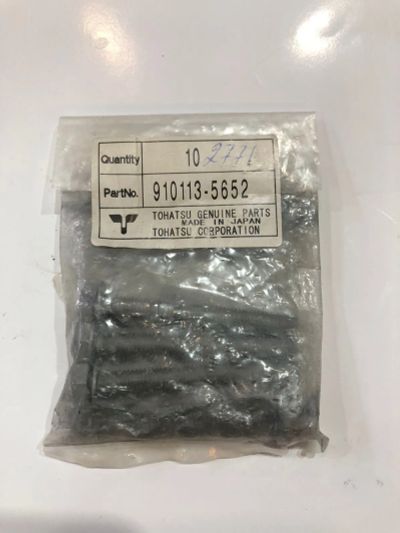 Quantity 10 2771
PartNo. 910113-5652
TOHATSU GENUINE PARTS
MADE IN JAPAN
TOHATSU CORPORATION